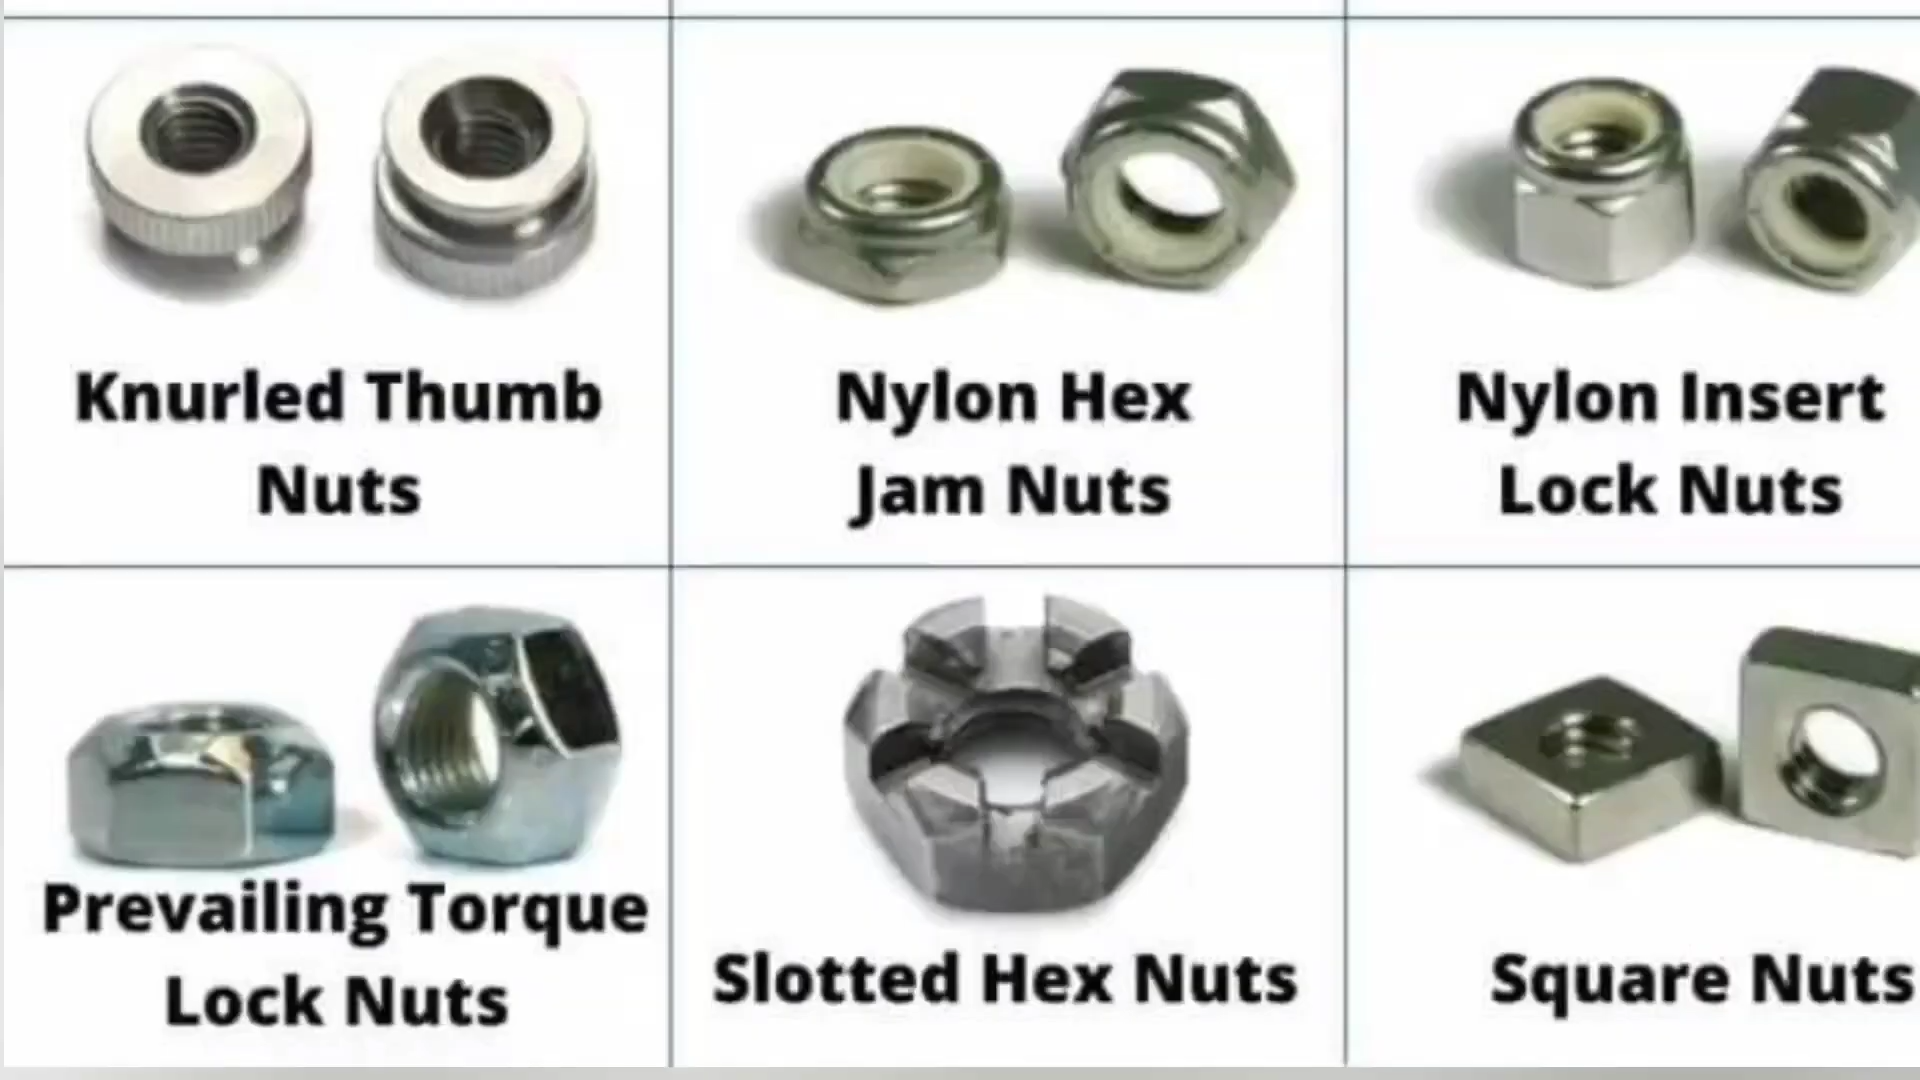 Knurled Thumb
Nuts
Nylon Hex
Jam Nuts
Nylon Insert
Lock Nuts
Prevailing Torque
Lock Nuts
Slotted Hex Nuts
Square Nuts